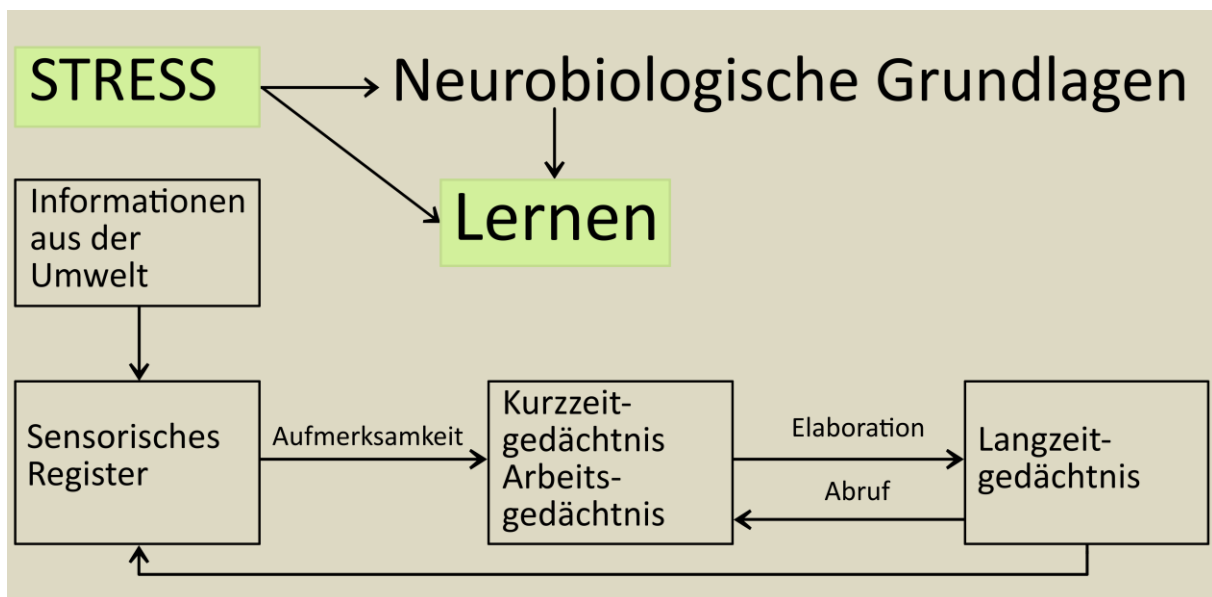 STRESS
Neurobiologische Grundlagen
Lernen
Informationen
aus der
Umwelt
Sensorisches
Register
Aufmerksamkeit
Kurzzeit-
gedächtnis
Arbeits-
gedächtnis
Elaboration
Abruf
Langzeit-
gedächtnis